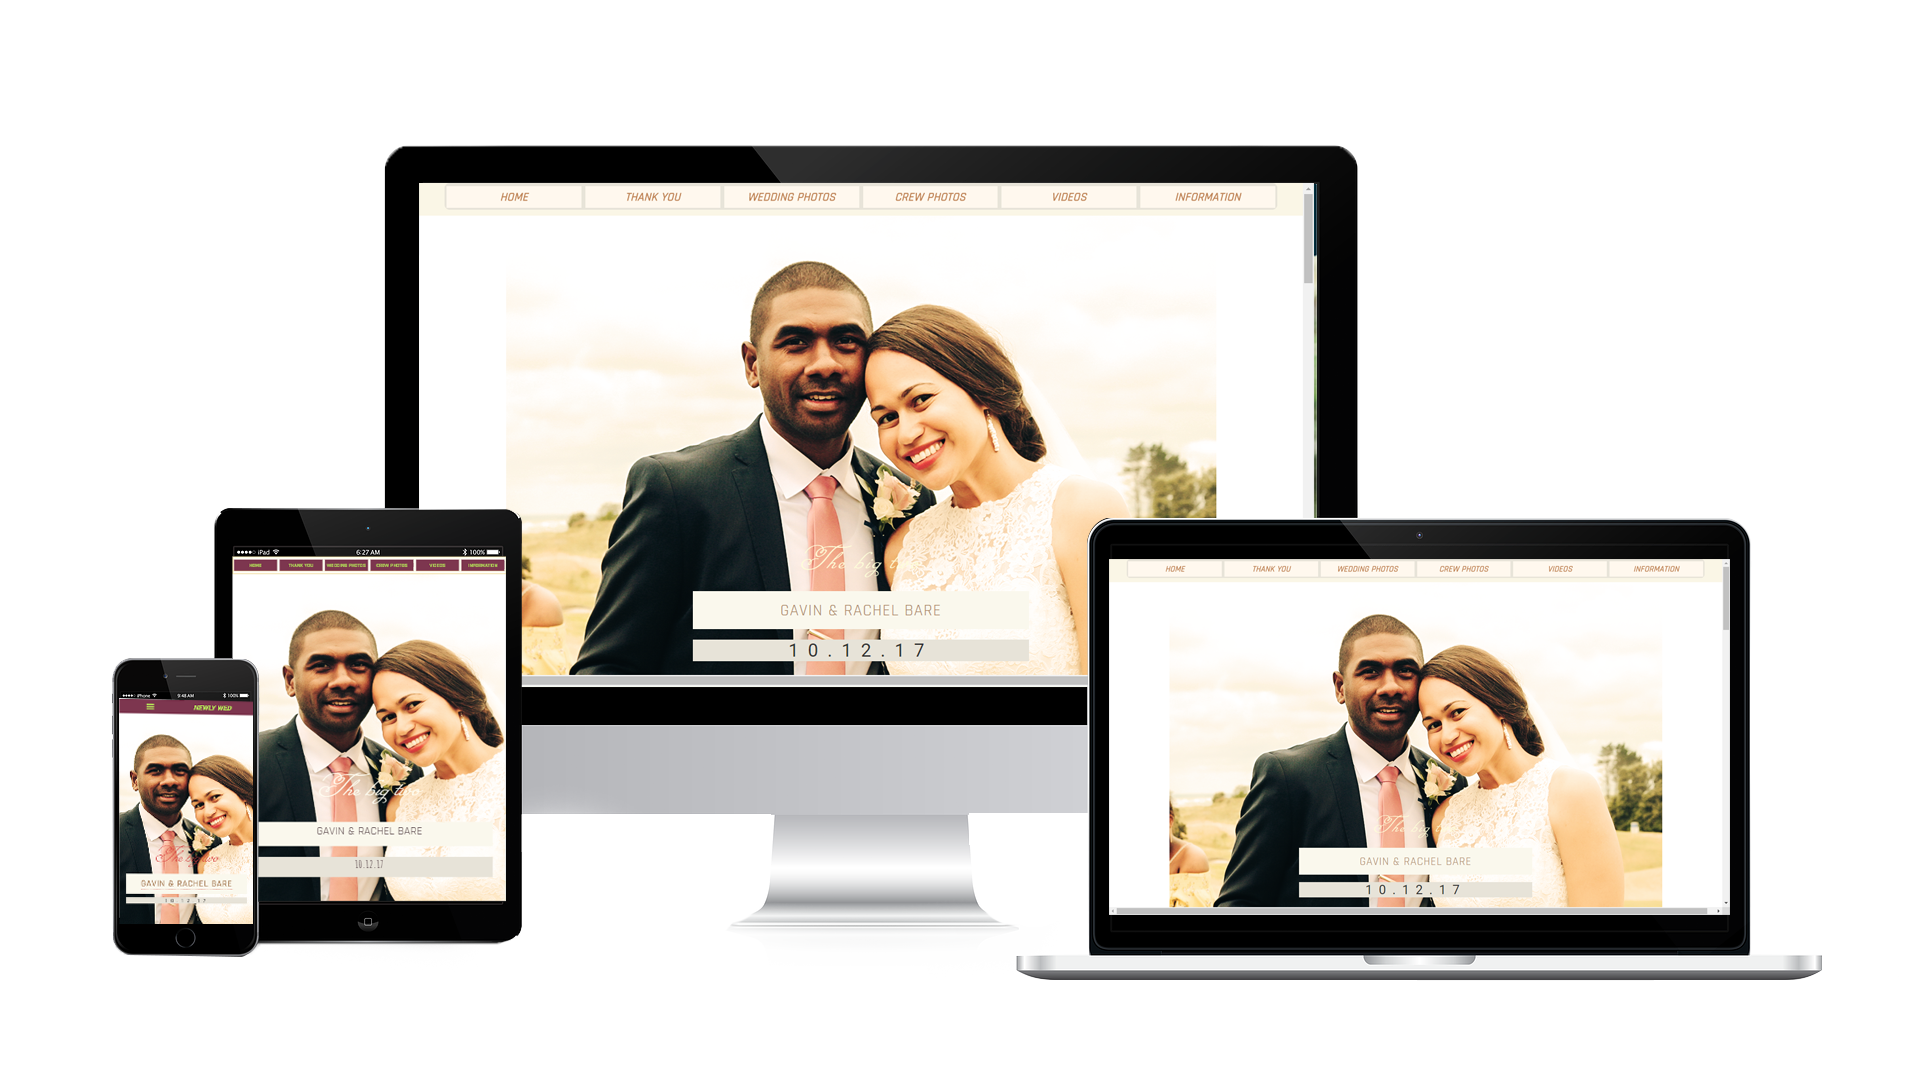 HOME THANK YOU WEDDING PHOTOS CREW PHOTOS VIDEOS INFORMATION
The big
GAVIN & RACHEL BARE
10.12.17
iPad 6:27 AM 100%
HOME THANK YOU WEDDING PHOTOS CREW PHOTOS VIDEOS INFORMATION
The big two
GAVIN & RACHEL BARE
10.12.17
iPhone 9:48 AM 100%
NEWLY WED
The big two
GAVIN & RACHEL BARE
10.12.17
HOME THANK YOU WEDDING PHOTOS CREW PHOTOS VIDEOS INFORMATION
The big
GAVIN & RACHEL BARE
10.12.17